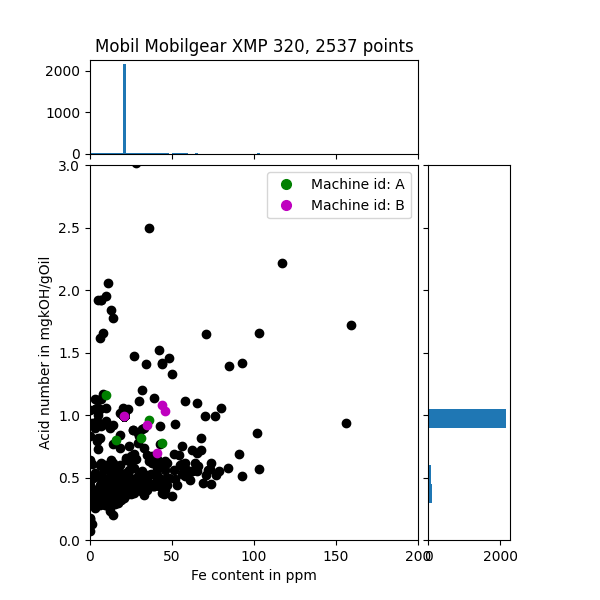 Mobil Mobilgear XMP 320, 2537 points
2000
1000
0
3.0
2.5
2.0
1.5
1.0
0.5
0.0
Acid number in mgkOH/gOil
Machine id: A
Machine id: B
0 50 100 150 200
0 2000
Fe content in ppm